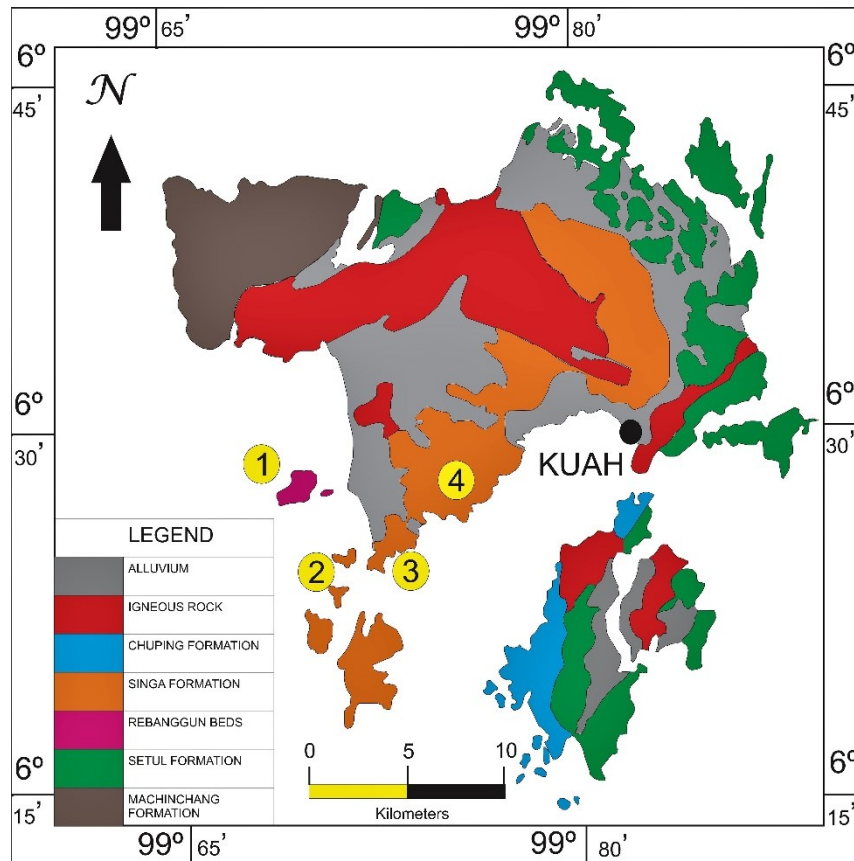 99º 65’ 99º 80’
6º 6º
45’ 45’
N
6º 6º
30’ 30’
KUAH
1
4
2 3
LEGEND
ALLUVIUM
IGNEOUS ROCK
CHUPING FORMATION
SINGA FORMATION
REBANGGUN BEDS
SETUL FORMATION
MACHINCHANG
FORMATION
0 5 10
Kilometers
6º 6º
15’ 15’
99º 65’ 99º 80’